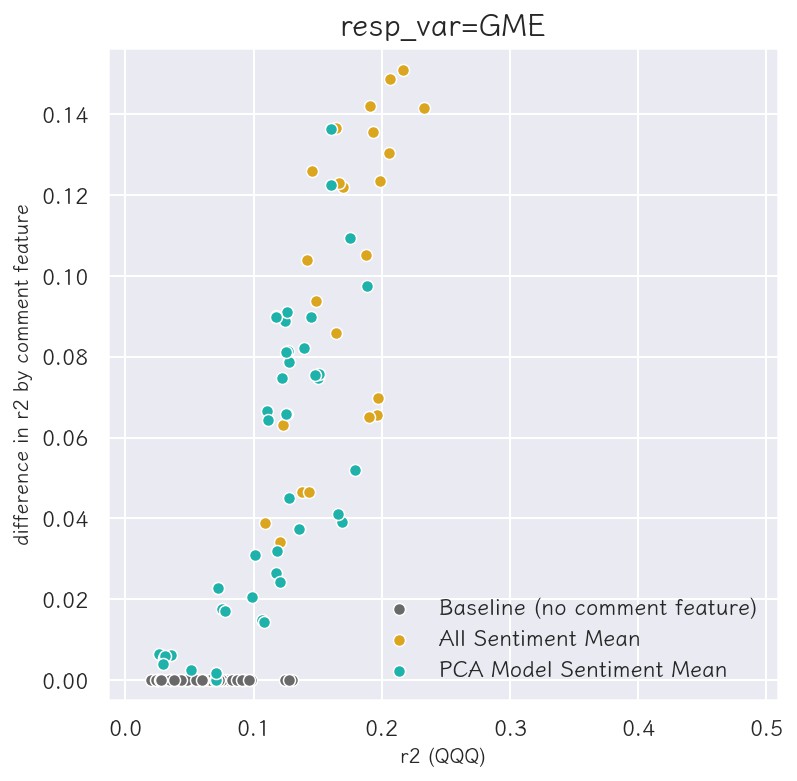 resp_var=GME
difference in r2 by comment feature
0.14
0.12
0.10
0.08
0.06
0.04
0.02
0.00
Baseline (no comment feature)
All Sentiment Mean
PCA Model Sentiment Mean
0.0 0.1 0.2 0.3 0.4 0.5
r2 (QQQ)